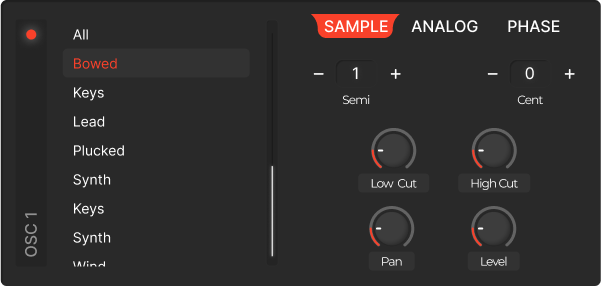 OSC 1
All
Bowed
Keys
Lead
Plucked
Synth
Keys
Synth
Wind
SAMPLE ANALOG PHASE
− 1 + − 0 +
Semi Cent
Low Cut High Cut
Pan Level